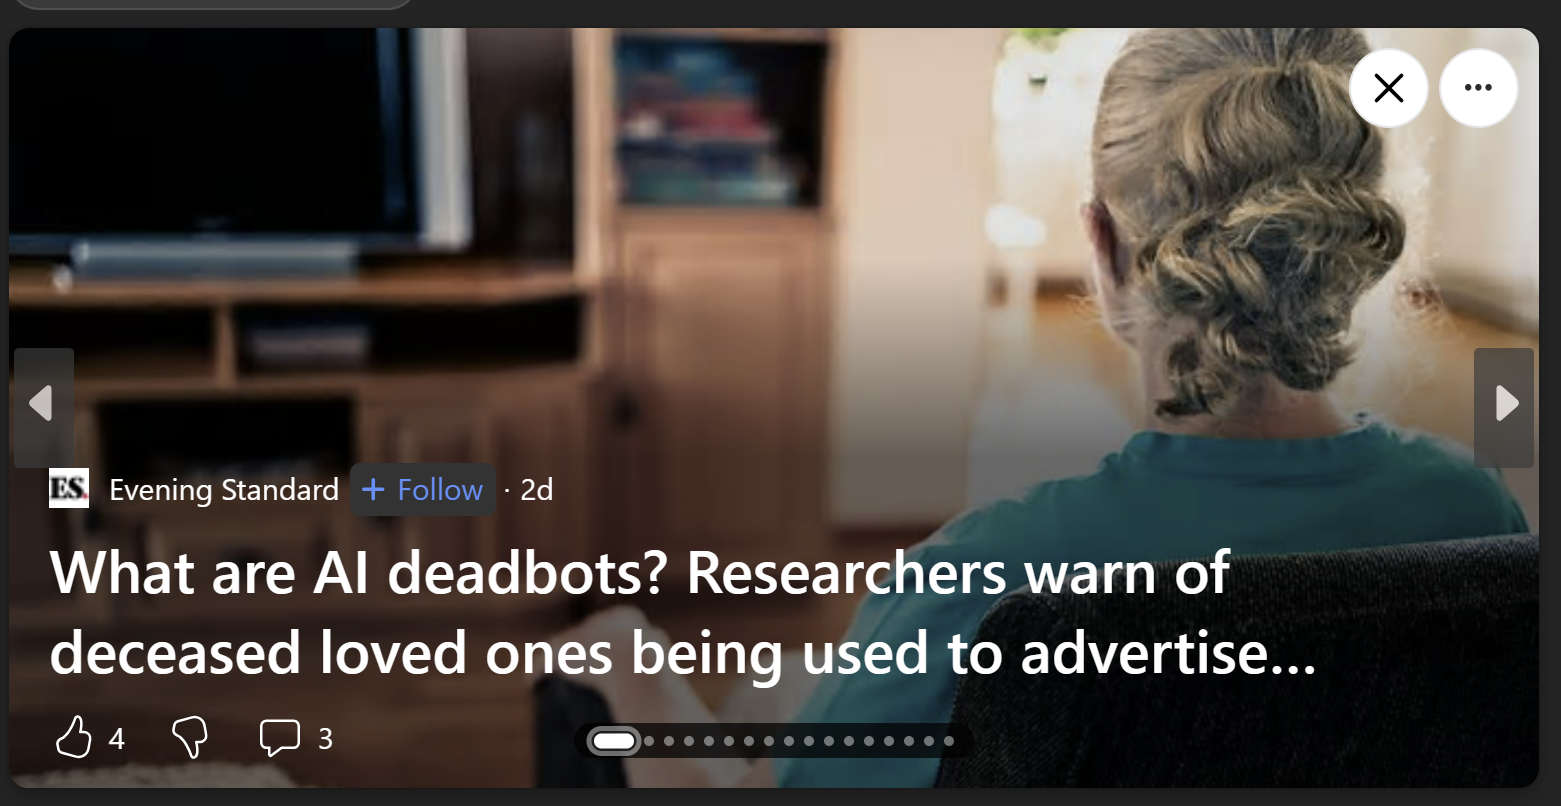 ES.
Evening Standard + Follow · 2d
What are AI deadbots? Researchers warn of
deceased loved ones being used to advertise...
4 3